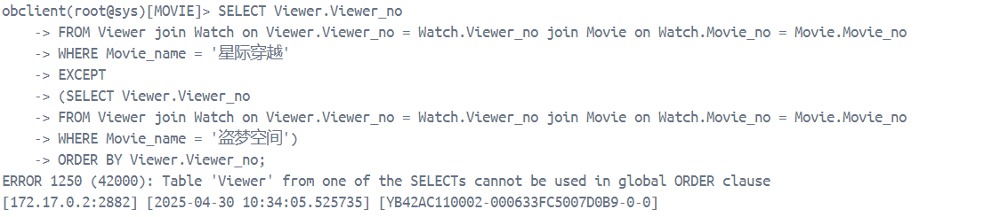 obclient(root@sys)[MOVIE]> SELECT Viewer.Viewer_no
-> FROM Viewer join Watch on Viewer.Viewer_no = Watch.Viewer_no join Movie on Watch.Movie_no = Movie.Movie_no
-> WHERE Movie_name = '星际穿越'
-> EXCEPT
-> (SELECT Viewer.Viewer_no
-> FROM Viewer join Watch on Viewer.Viewer_no = Watch.Viewer_no join Movie on Watch.Movie_no = Movie.Movie_no
-> WHERE Movie_name = '盗梦空间')
-> ORDER BY Viewer.Viewer_no;
ERROR 1250 (42000): Table 'Viewer' from one of the SELECTs cannot be used in global ORDER clause
[172.17.0.2:2882] [2025-04-30 10:34:05.525735] [YB42AC110002-000633FC5007D0B9-0-0]